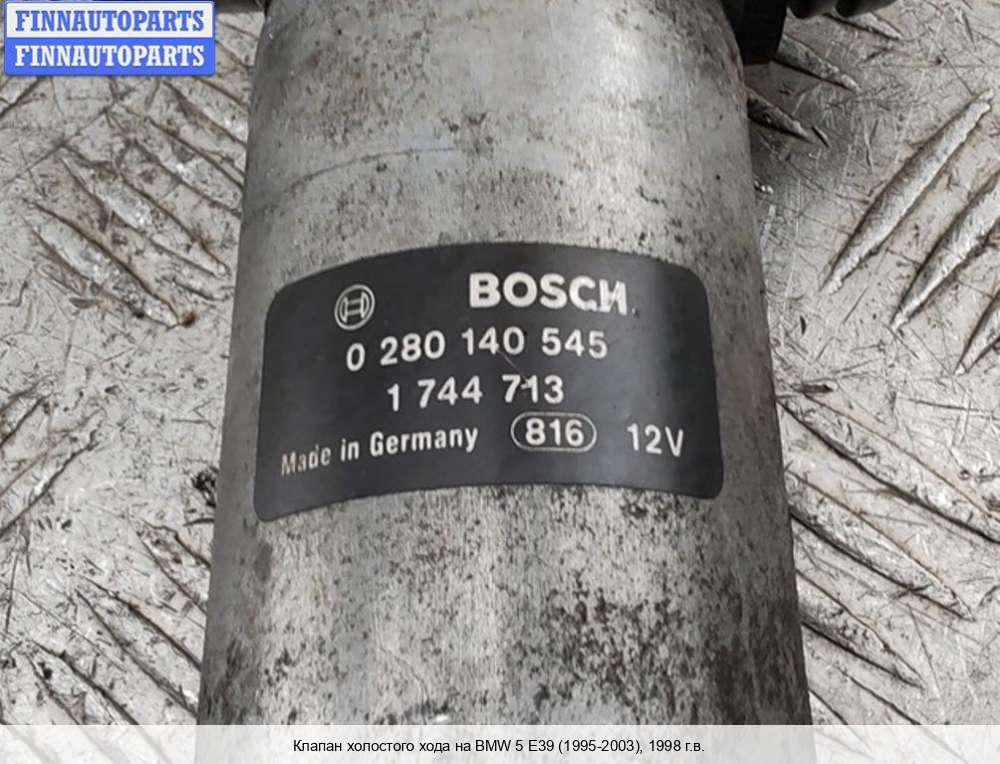 FINNAUTOPARTS
FINNAUTOPARTS
BOSCH
0 280 140 545
1 744 713
Made in Germany 816 12V
Клапан холостого хода на BMW 5 E39 (1995-2003), 1998 г.в.